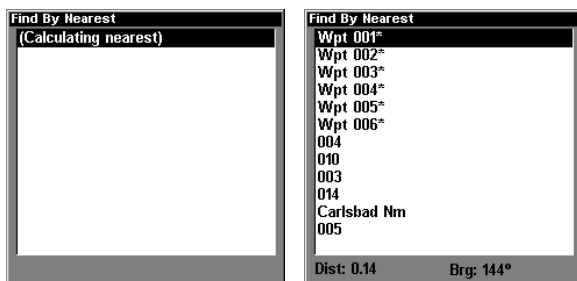 Find By Nearest
(Calculating nearest)
Find By Nearest
Wpt 001*
Wpt 002*
Wpt 003*
Wpt 004*
Wpt 005*
Wpt 006*
004
010
003
014
Carlsbad Nm
005
Dist: 0.14 Brg: 144º